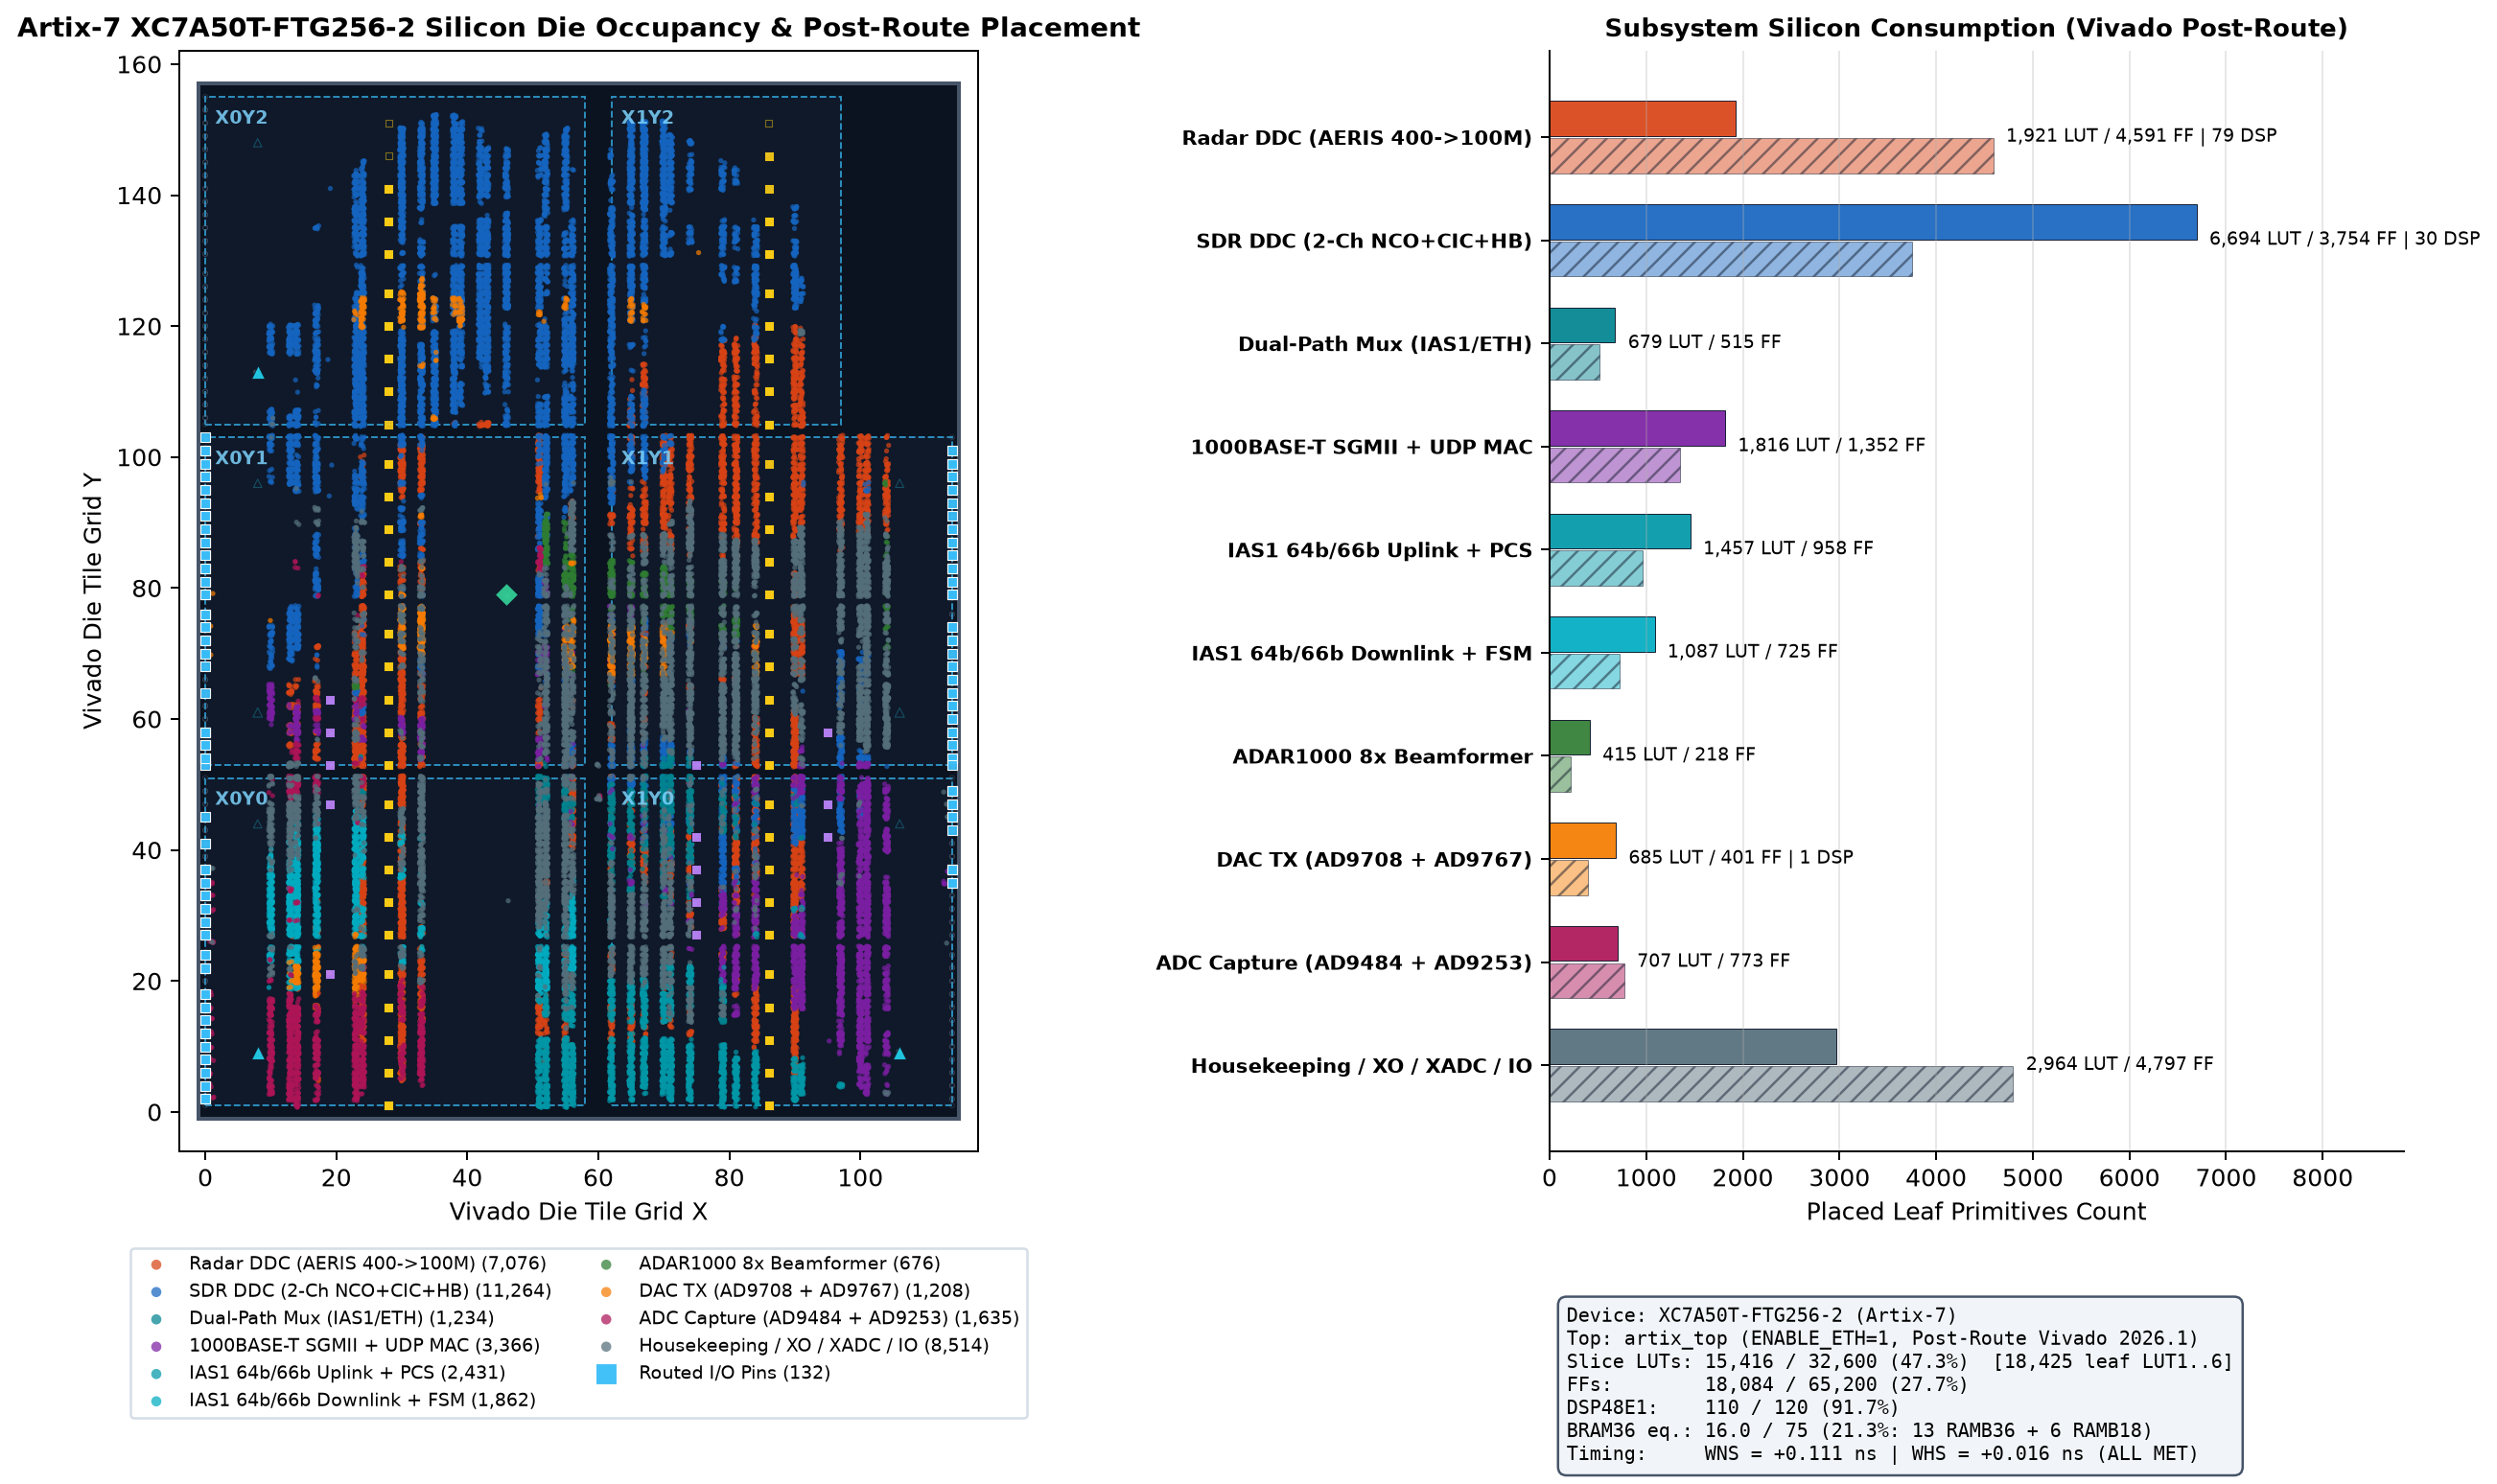 Artix-7 XC7A50T-FTG256-2 Silicon Die Occupancy & Post-Route Placement
160
140
120
100
80
60
40
20
0
Vivado Die Tile Grid Y
X0Y2
X1Y2
X0Y1
X1Y1
X0Y0
X1Y0
0 20 40 60 80 100
Vivado Die Tile Grid X
Radar DDC (AERIS 400->100M) (7,076)
SDR DDC (2-Ch NCO+CIC+HB) (11,264)
Dual-Path Mux (IAS1/ETH) (1,234)
1000BASE-T SGMII + UDP MAC (3,366)
IAS1 64b/66b Uplink + PCS (2,431)
IAS1 64b/66b Downlink + FSM (1,862)
ADAR1000 8x Beamformer (676)
DAC TX (AD9708 + AD9767) (1,208)
ADC Capture (AD9484 + AD9253) (1,635)
Housekeeping / XO / XADC / IO (8,514)
Routed I/O Pins (132)
Subsystem Silicon Consumption (Vivado Post-Route)
Radar DDC (AERIS 400->100M)
1,921 LUT / 4,591 FF | 79 DSP
SDR DDC (2-Ch NCO+CIC+HB)
6,694 LUT / 3,754 FF | 30 DSP
Dual-Path Mux (IAS1/ETH)
679 LUT / 515 FF
1000BASE-T SGMII + UDP MAC
1,816 LUT / 1,352 FF
IAS1 64b/66b Uplink + PCS
1,457 LUT / 958 FF
IAS1 64b/66b Downlink + FSM
1,087 LUT / 725 FF
ADAR1000 8x Beamformer
415 LUT / 218 FF
DAC TX (AD9708 + AD9767)
685 LUT / 401 FF | 1 DSP
ADC Capture (AD9484 + AD9253)
707 LUT / 773 FF
Housekeeping / XO / XADC / IO
2,964 LUT / 4,797 FF
0 1000 2000 3000 4000 5000 6000 7000 8000
Placed Leaf Primitives Count
Device: XC7A50T-FTG256-2 (Artix-7)
Top: artix_top (ENABLE_ETH=1, Post-Route Vivado 2026.1)
Slice LUTs: 15,416 / 32,600 (47.3%)  [18,425 leaf LUT1..6]
FFs:        18,084 / 65,200 (27.7%)
DSP48E1:    110 / 120 (91.7%)
BRAM36 eq.: 16.0 / 75 (21.3%: 13 RAMB36 + 6 RAMB18)
Timing:     WNS = +0.111 ns | WHS = +0.016 ns (ALL MET)